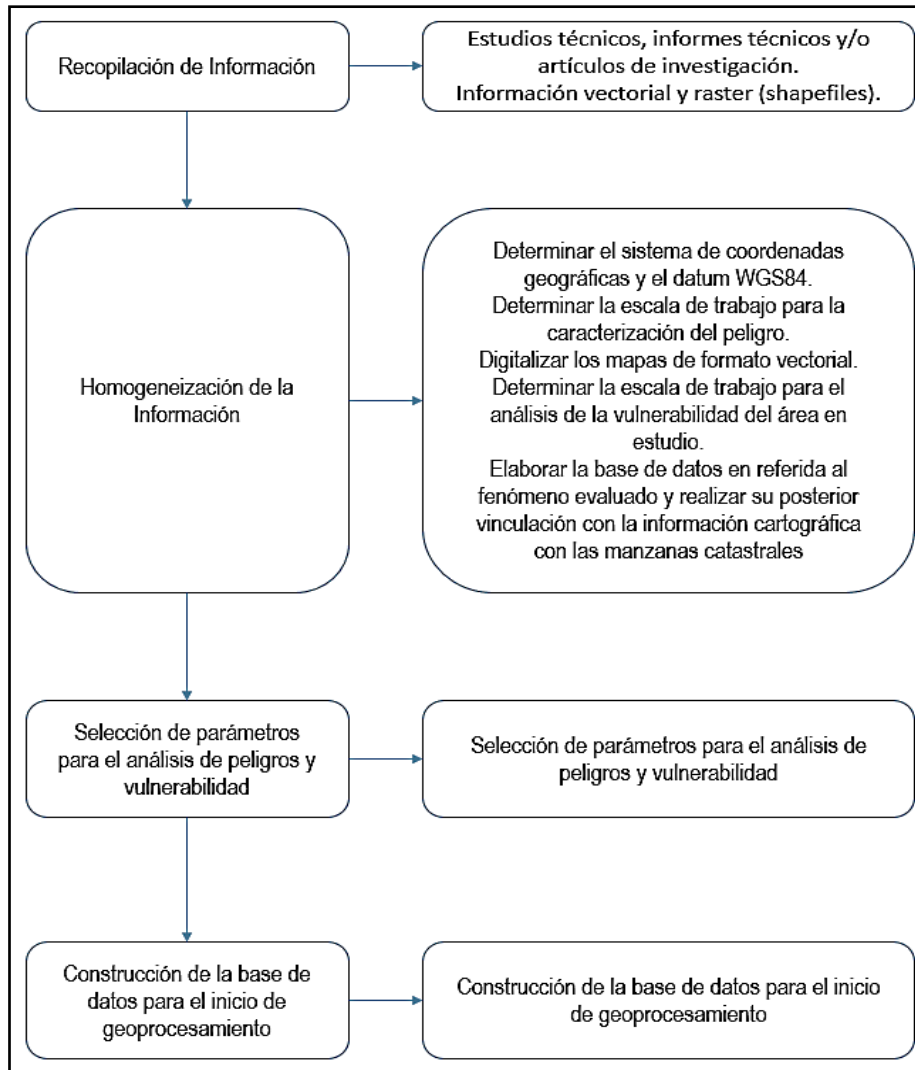 Recopilación de Información
Estudios técnicos, informes técnicos y/o
artículos de investigación.
Información vectorial y raster (shapefiles).
Homogeneización de la
Información
Determinar el sistema de coordenadas
geográficas y el datum WGS84.
Determinar la escala de trabajo para la
caracterización del peligro.
Digitalizar los mapas de formato vectorial.
Determinar la escala de trabajo para el
análisis de la vulnerabilidad del área en
estudio.
Elaborar la base de datos en referida al
fenómeno evaluado y realizar su posterior
vinculación con la información cartográfica
con las manzanas catastrales
Selección de parámetros
para el análisis de peligros y
vulnerabilidad
Selección de parámetros para el análisis de
peligros y vulnerabilidad
Construcción de la base de
datos para el inicio de
geoprocesamiento
Construcción de la base de datos para el inicio
de geoprocesamiento